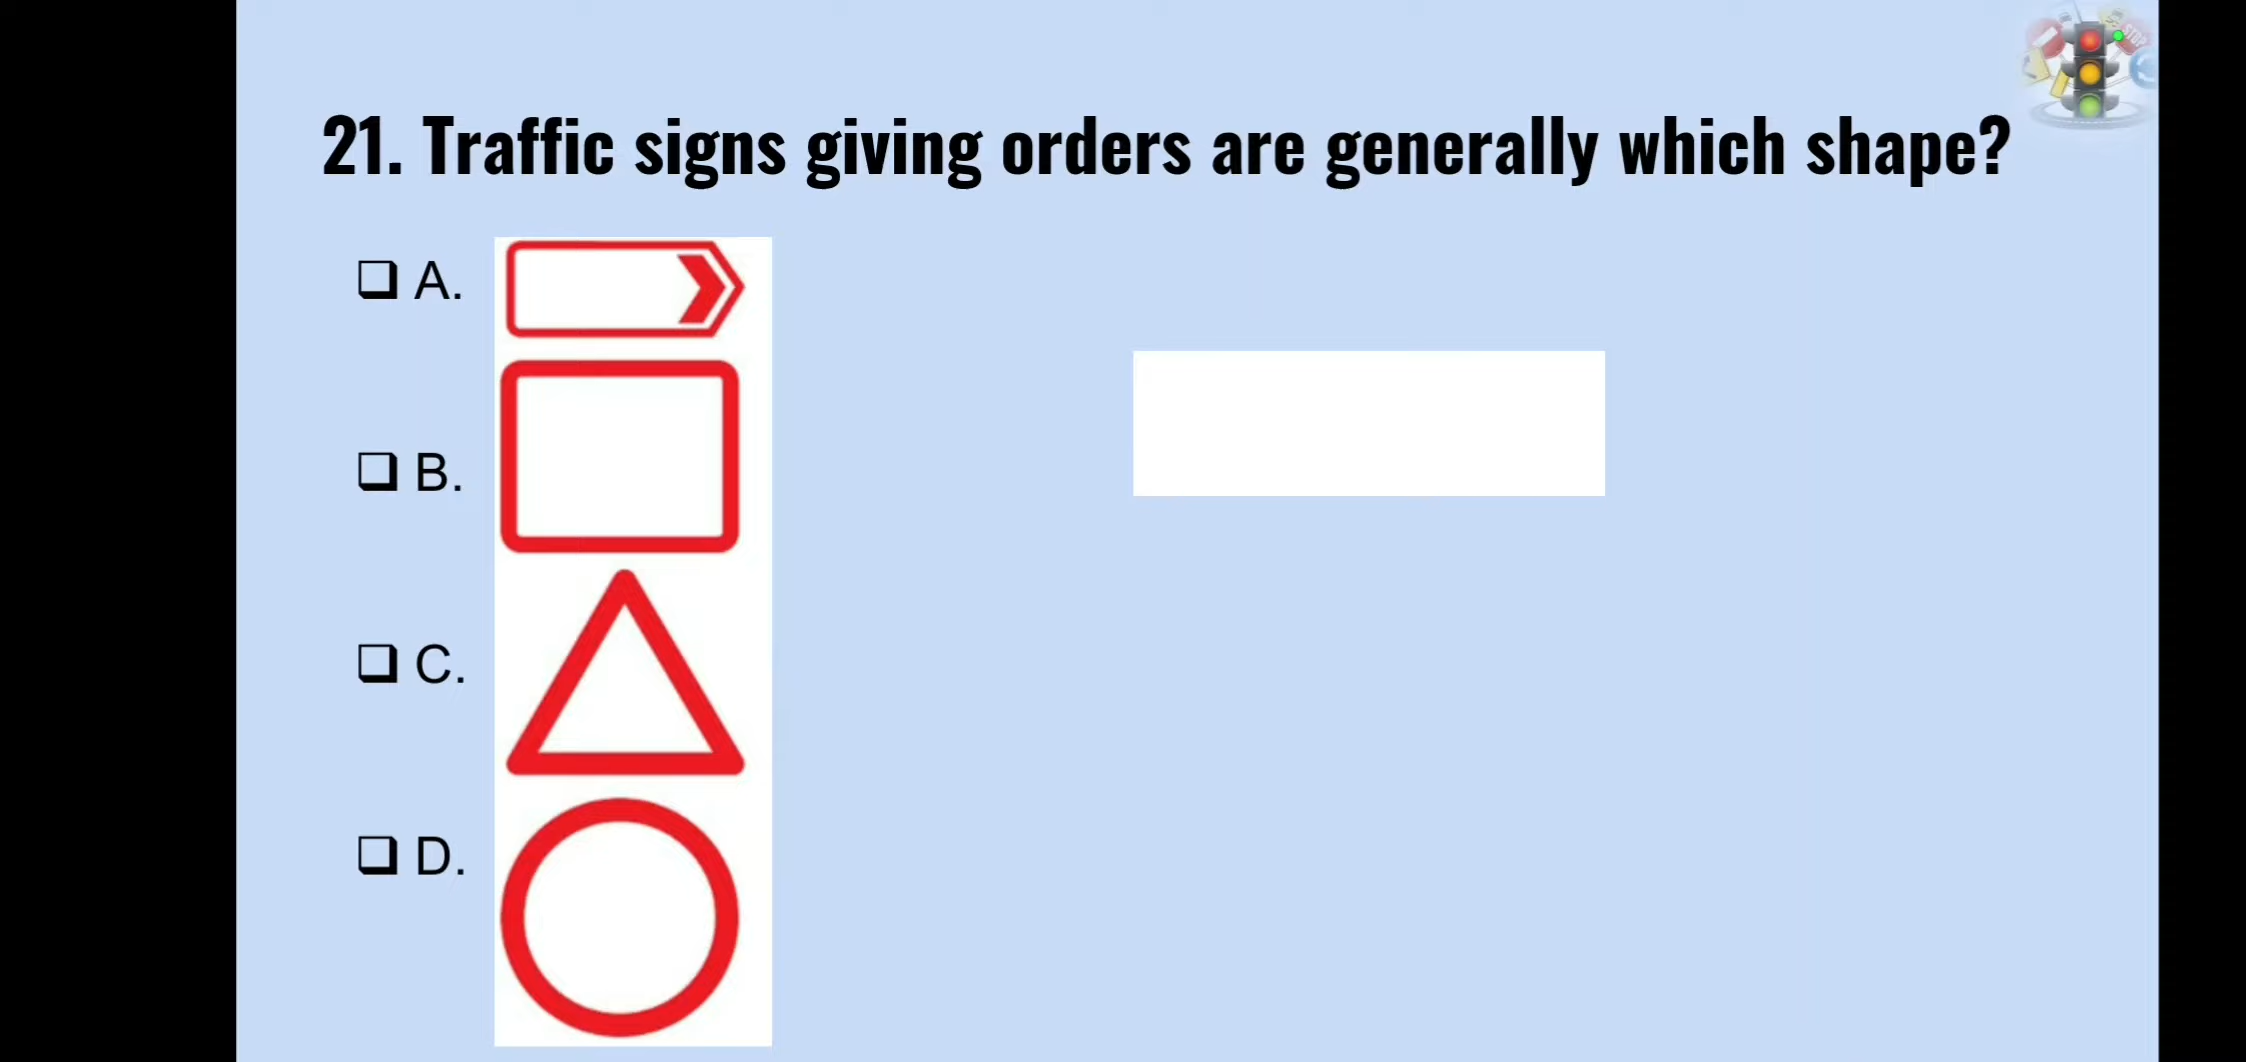 21. Traffic signs giving orders are generally which shape?
A.
B.
C.
D.